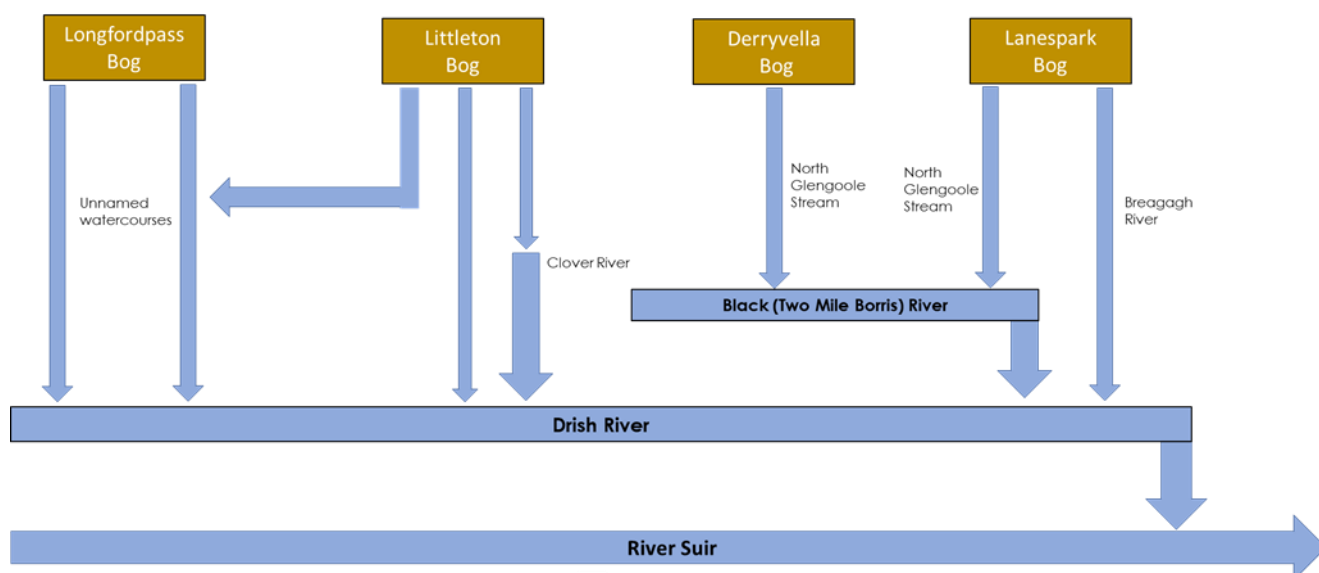 Longfordpass
Bog
Littleton
Bog
Derryvella
Bog
Lanespark
Bog
Unnamed
watercourses
Clover River
North
Glengoole
Stream
North
Glengoole
Stream
Breagagh
River
Black (Two Mile Borris) River
Drish River
River Suir